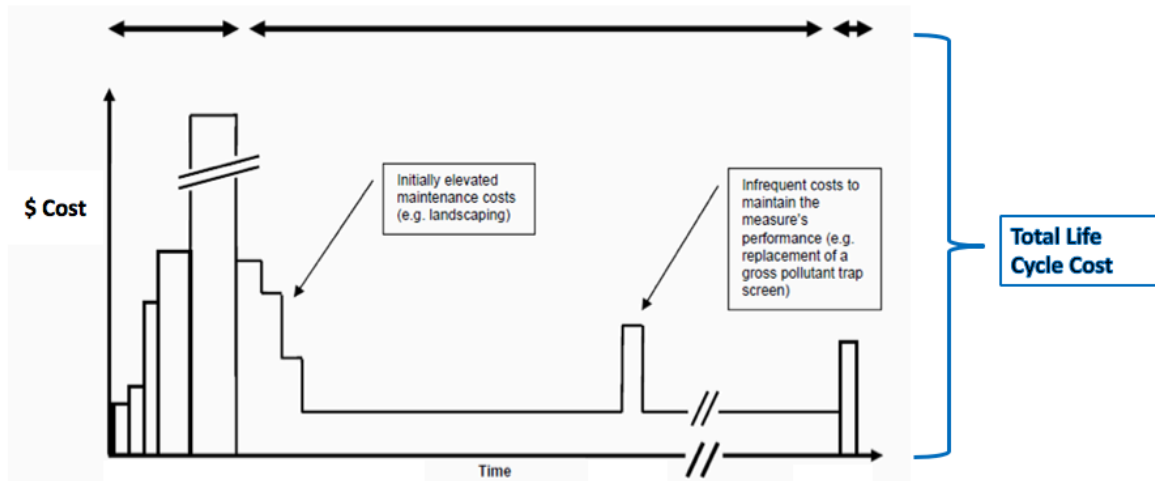 $ Cost
Initially elevated
maintenance costs
(e.g. landscaping)
Infrequent costs to
maintain the
measure's
performance (e.g.
replacement of a
gross pollutant trap
screen)
Total Life
Cycle Cost
Time